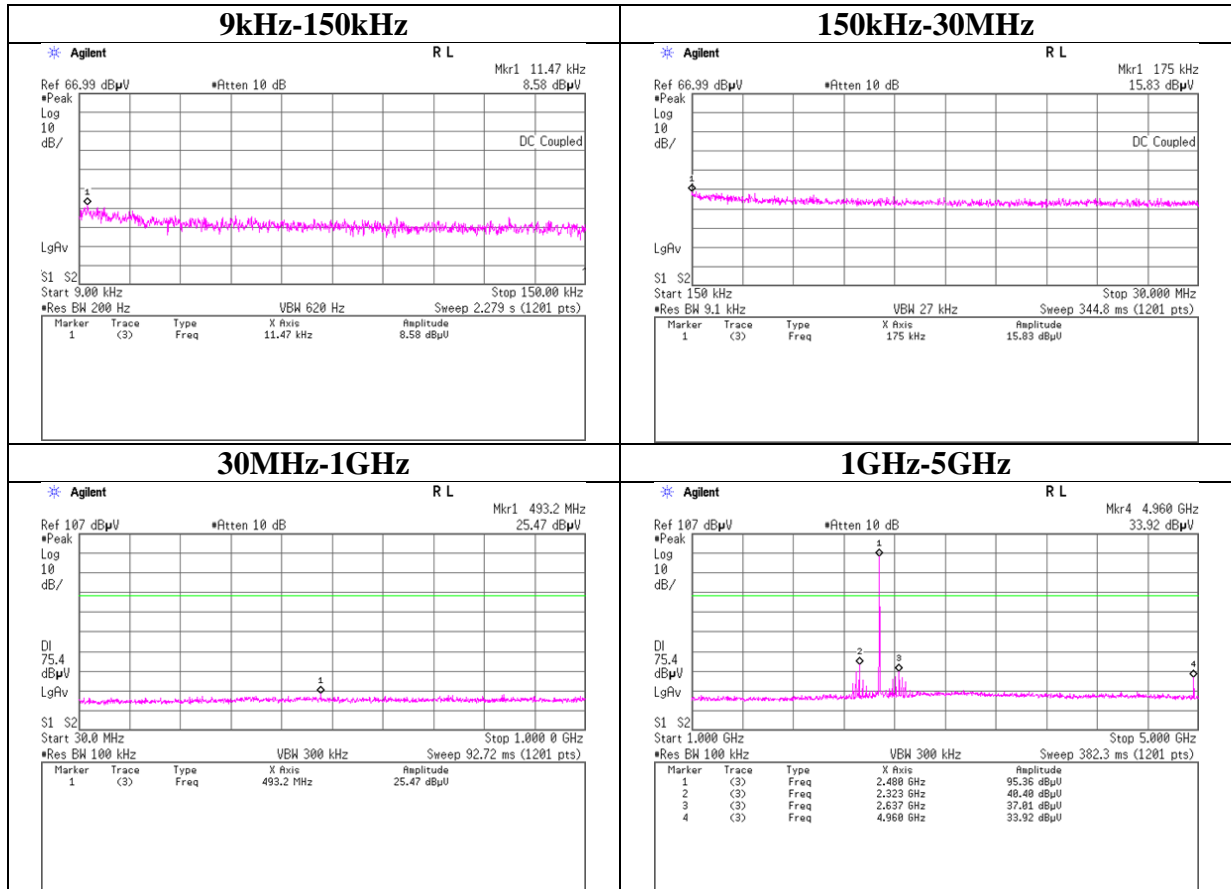 9kHz-150kHz
Agilent R L
Mkr1 11.47 kHz
Ref 66.99 dBµV #Atten 10 dB 8.58 dBµV
#Peak
Log
10
dB/
DC Coupled
1
LgAv
S1 S2
Start 9.00 kHz Stop 150.00 kHz
#Res BW 200 Hz VBW 620 Hz Sweep 2.279 s (1201 pts)
Marker Trace Type X Axis Amplitude
1 (3) Freq 11.47 kHz 8.58 dBµV
150kHz-30MHz
Agilent R L
Mkr1 175 kHz
Ref 66.99 dBµV #Atten 10 dB 15.83 dBµV
#Peak
Log
10
dB/
DC Coupled
1
LgAv
S1 S2
Start 150 kHz Stop 30.000 MHz
#Res BW 9.1 kHz VBW 27 kHz Sweep 344.8 ms (1201 pts)
Marker Trace Type X Axis Amplitude
1 (3) Freq 175 kHz 15.83 dBµV
30MHz-1GHz
Agilent R L
Mkr1 493.2 MHz
Ref 107 dBµV #Atten 10 dB 25.47 dBµV
#Peak
Log
10
dB/
DI
75.4
dBµV
1
LgAv
S1 S2
Start 30.0 MHz Stop 1.000 0 GHz
#Res BW 100 kHz VBW 300 kHz Sweep 92.72 ms (1201 pts)
Marker Trace Type X Axis Amplitude
1 (3) Freq 493.2 MHz 25.47 dBµV
1GHz-5GHz
Agilent R L
Mkr4 4.960 GHz
Ref 107 dBµV #Atten 10 dB 33.92 dBµV
#Peak
1
Log
10
dB/
DI
2 3
75.4
4
dBµV
LgAv
S1 S2
Start 1.000 GHz Stop 5.000 GHz
#Res BW 100 kHz VBW 300 kHz Sweep 382.3 ms (1201 pts)
Marker Trace Type X Axis Amplitude
1 (3) Freq 2.480 GHz 95.36 dBµV
2 (3) Freq 2.323 GHz 40.40 dBµV
3 (3) Freq 2.637 GHz 37.01 dBµV
4 (3) Freq 4.960 GHz 33.92 dBµV